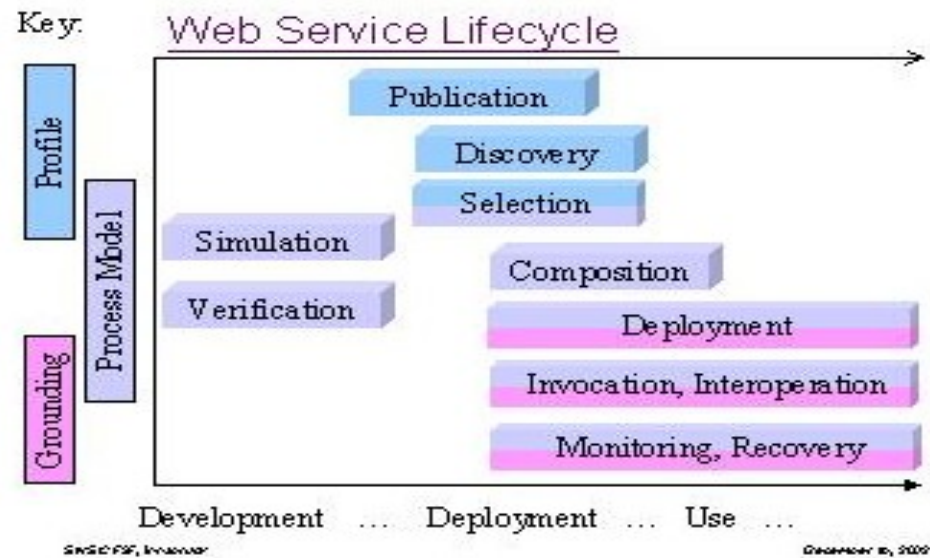 Key:
Web Service Lifecycle
Profile
Process Model
Grounding
Publication
Discovery
Selection
Simulation
Verification
Composition
Deployment
Invocation, Interoperation
Monitoring, Recovery
Development ... Deployment ... Use ...